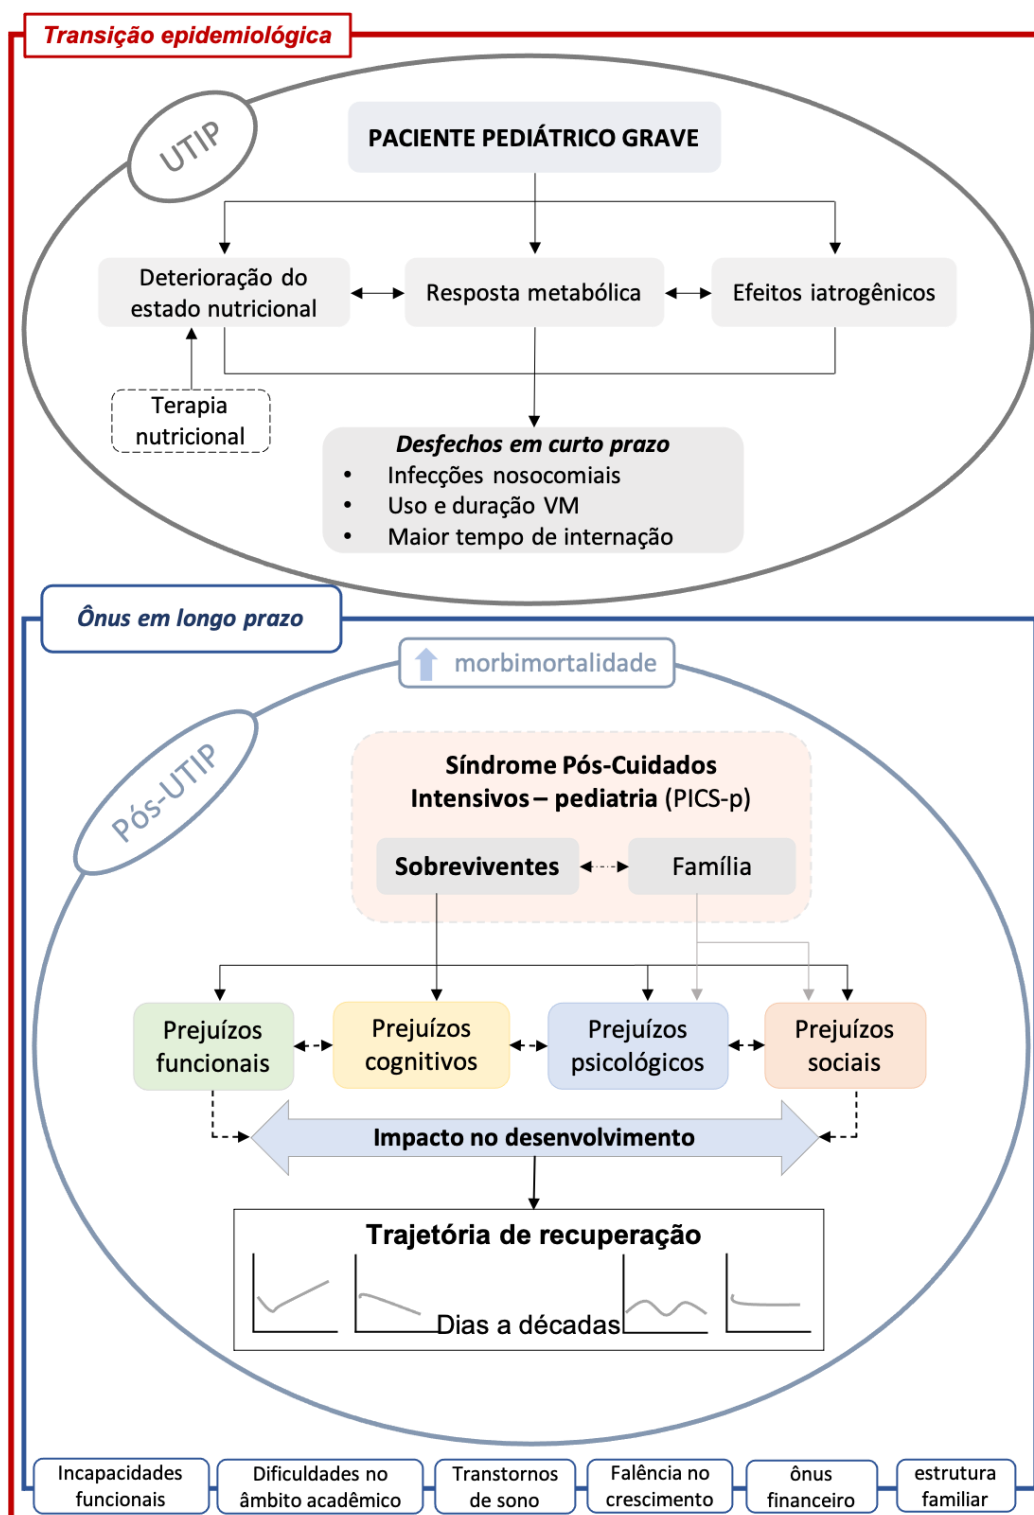 Transição epidemiológica
UTIP
PACIENTE PEDIÁTRICO GRAVE
Deterioração do
estado nutricional
Resposta metabólica
Efeitos iatrogênicos
Terapia
nutricional
Desfechos em curto prazo
• Infecções nosocomiais
• Uso e duração VM
• Maior tempo de internação
Ônus em longo prazo
morbimortalidade
Pós-UTIP
Síndrome Pós-Cuidados
Intensivos – pediatria (PICS-p)
Sobreviventes
Família
Prejuízos
funcionais
Prejuízos
cognitivos
Prejuízos
psicológicos
Prejuízos
sociais
Impacto no desenvolvimento
Trajetória de recuperação
Dias a décadas
Incapacidades
funcionais
Dificuldades no
âmbito acadêmico
Transtornos
de sono
Falência no
crescimento
ônus
financeiro
estrutura
familiar